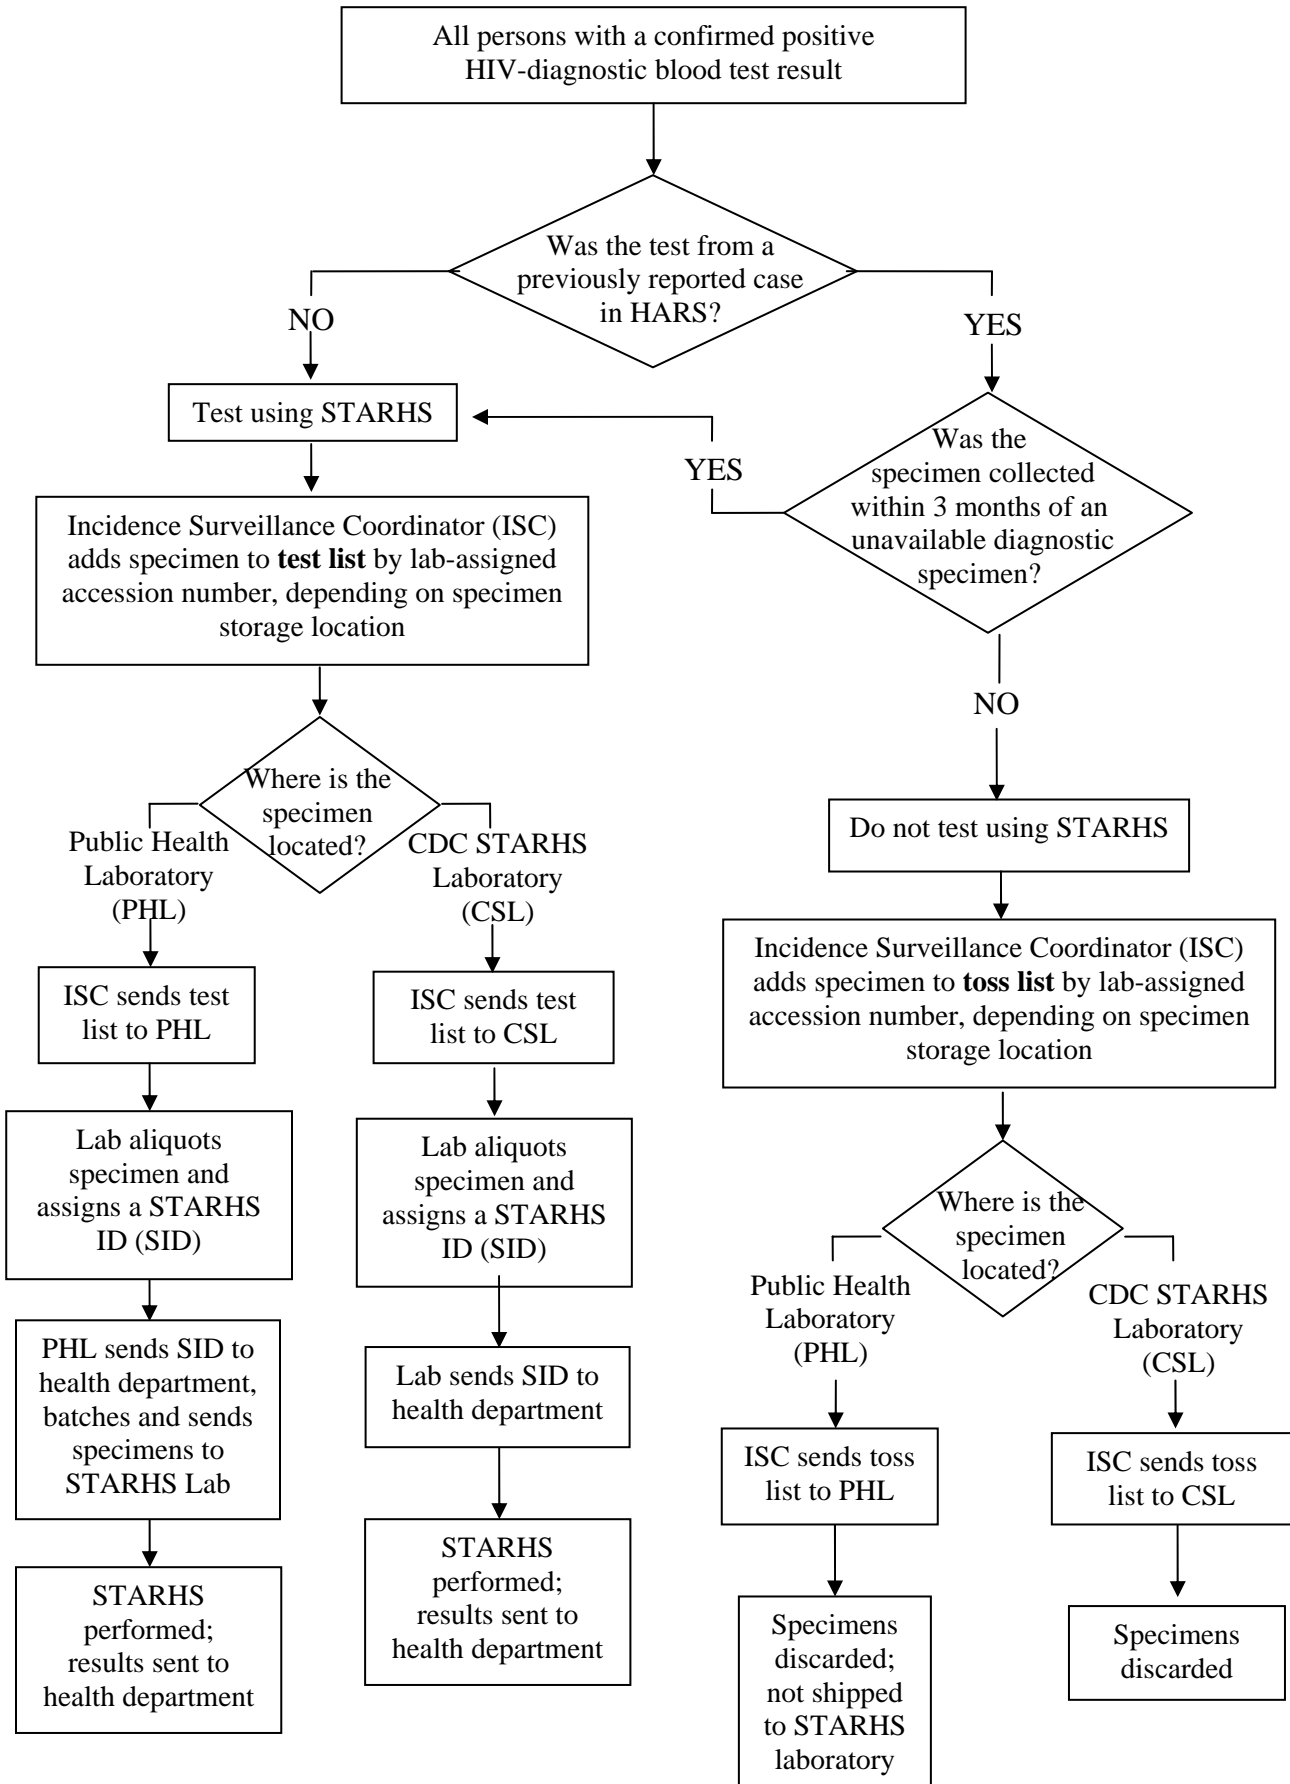 All persons with a confirmed positive
HIV-diagnostic blood test result
Was the test from a
previously reported case
in HARS?
NO
YES
Test using STARHS
YES
Was the
specimen collected
within 3 months of an
unavailable diagnostic
specimen?
Incidence Surveillance Coordinator (ISC)
adds specimen to test list by lab-assigned
accession number, depending on specimen
storage location
NO
Where is the
specimen
located?
Public Health
Laboratory
(PHL)
CDC STARHS
Laboratory
(CSL)
Do not test using STARHS
Incidence Surveillance Coordinator (ISC)
adds specimen to toss list by lab-assigned
accession number, depending on specimen
storage location
ISC sends test
list to PHL
ISC sends test
list to CSL
Lab aliquots
specimen and
assigns a STARHS
ID (SID)
Lab aliquots
specimen and
assigns a STARHS
ID (SID)
Where is the
specimen
located?
Public Health
Laboratory
(PHL)
CDC STARHS
Laboratory
(CSL)
PHL sends SID to
health department,
batches and sends
specimens to
STARHS Lab
Lab sends SID to
health department
ISC sends toss
list to PHL
ISC sends toss
list to CSL
STARHS
performed;
results sent to
health department
STARHS
performed;
results sent to
health department
Specimens
discarded;
not shipped
to STARHS
laboratory
Specimens
discarded